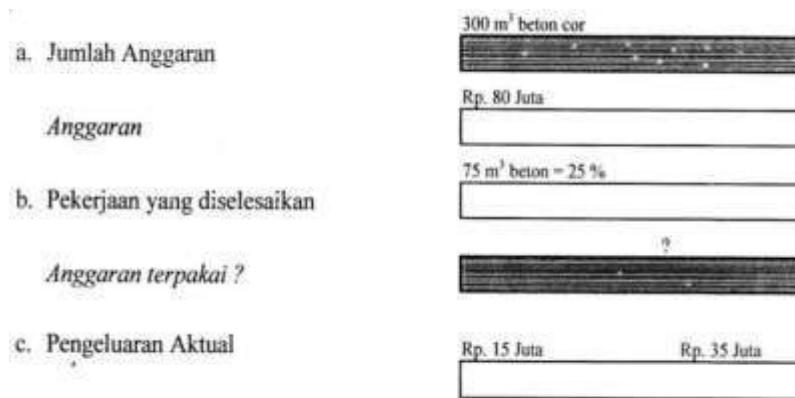 300 m³ beton cor
a. Jumlah Anggaran
Rp. 80 Juta
Anggaran
75 m³ beton = 25 %
b. Pekerjaan yang diselesaikan
?
Anggaran terpakai ?
c. Pengeluaran Aktual
Rp. 15 Juta Rp. 35 Juta